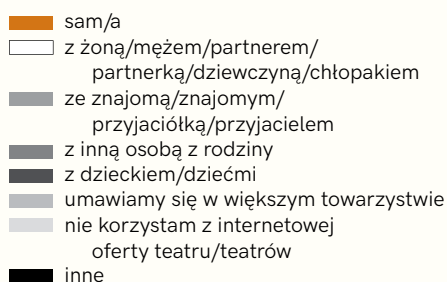 sam/a
z żoną/mężem/partnerem/
partnerką/dziewczyną/chłopakiem
ze znajomą/znajomym/
przyjaciółką/przyjacielem
z inną osobą z rodziny
z dzieckiem/dziećmi
umawiamy się w większym towarzystwie
nie korzystam z internetowej
oferty teatru/teatrów
inne